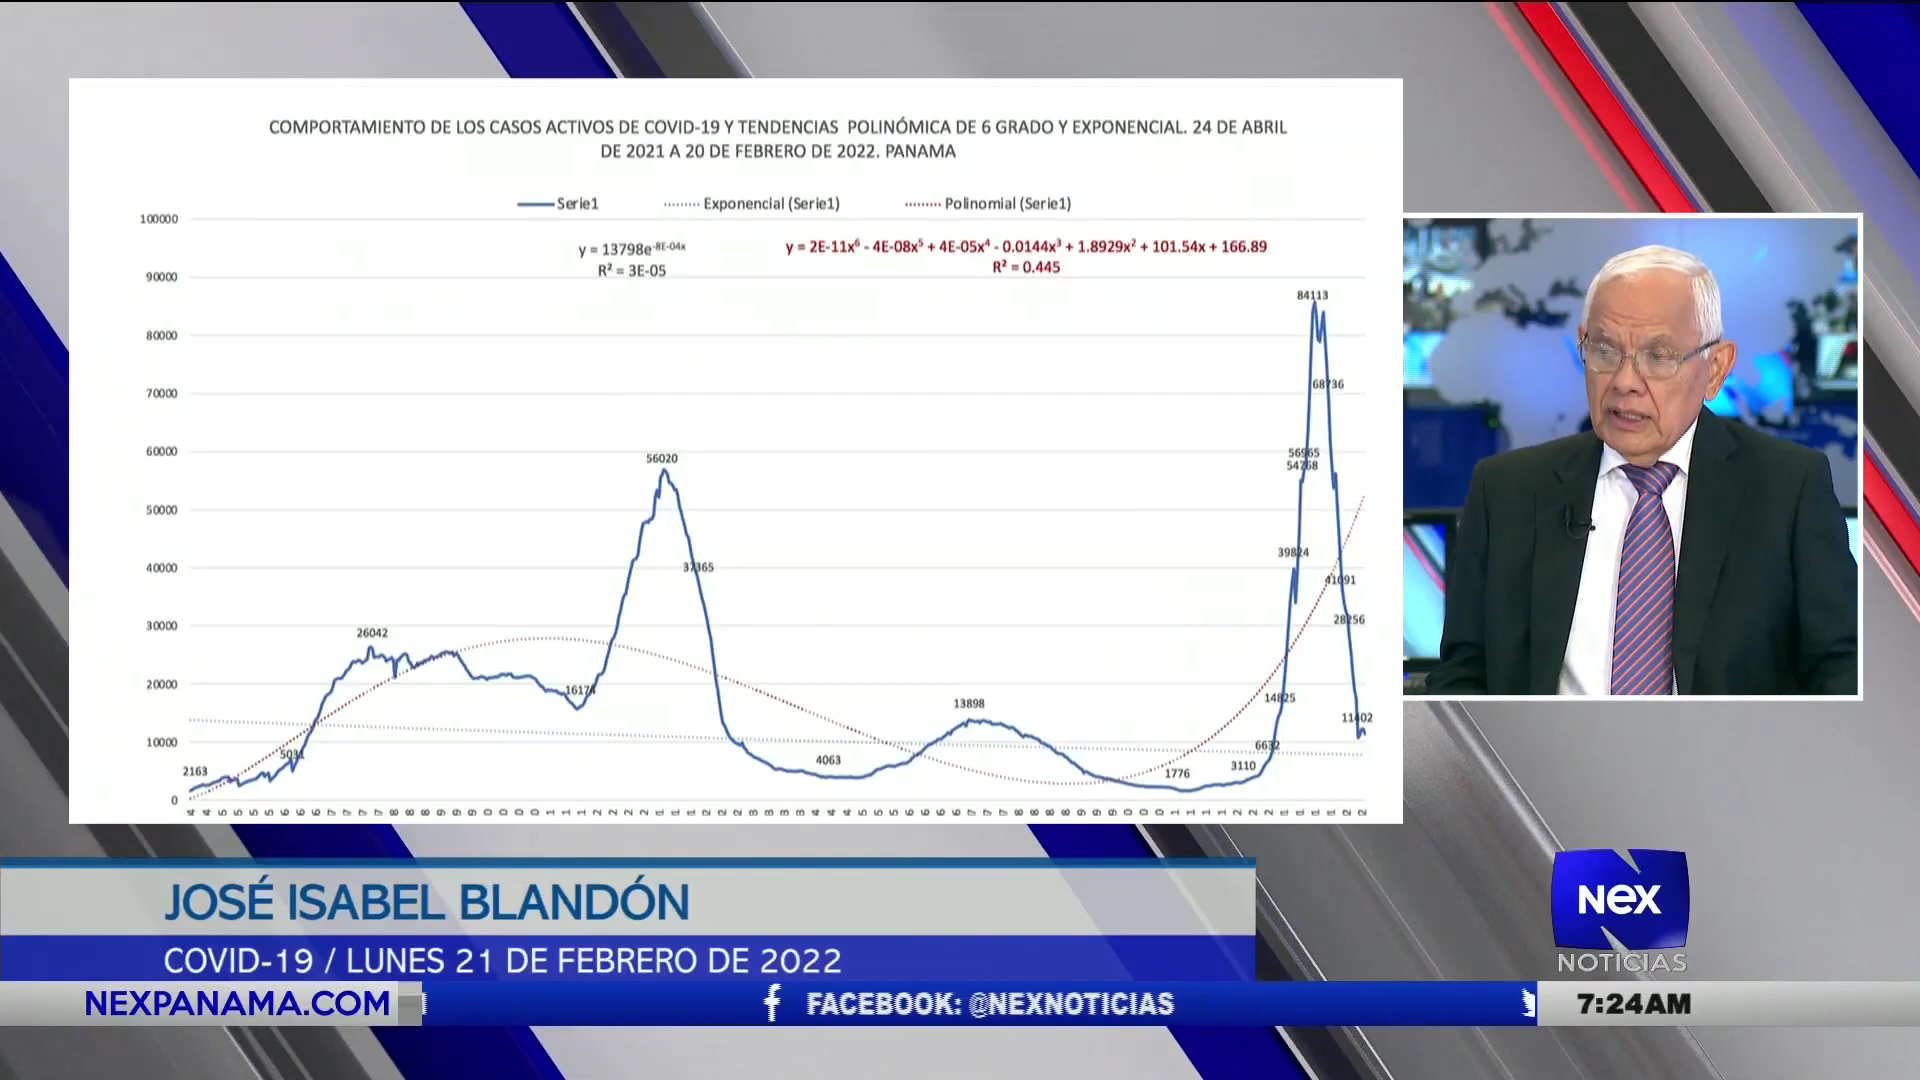 COMPORTAMIENTO DE LOS CASOS ACTIVOS DE COVID-19 Y TENDENCIAS POLINÓMICA DE 6 GRADO Y EXPONENCIAL. 24 DE ABRIL
DE 2021 A 20 DE FEBRERO DE 2022. PANAMA
Serie1 Exponencial (Serie1) Polinomial (Serie1)
y = 13798e^-8E-04x
R² = 3E-05
y = 2E-11x⁶ - 4E-08x⁵ + 4E-05x⁴ - 0.0144x³ + 1.8929x² + 101.54x + 166.89
R² = 0.445
100000
90000
80000
70000
60000
50000
40000
30000
20000
10000
0
2163
5031
26042
16174
56020
37365
4063
13898
1776
3110
6632
14825
39824
54768
56965
84113
68736
41091
28256
11402
JOSÉ ISABEL BLANDÓN
COVID-19 / LUNES 21 DE FEBRERO DE 2022
NEXPANAMA.COM
FACEBOOK: @NEXNOTICIAS
NEX
NOTICIAS
7:24AM